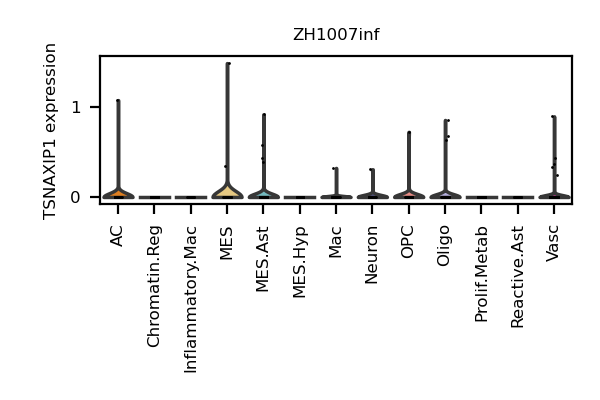 ZH1007inf
TSNAXIP1 expression
1
0
AC
Chromatin.Reg
Inflammatory.Mac
MES
MES.Ast
MES.Hyp
Mac
Neuron
OPC
Oligo
Prolif.Metab
Reactive.Ast
Vasc